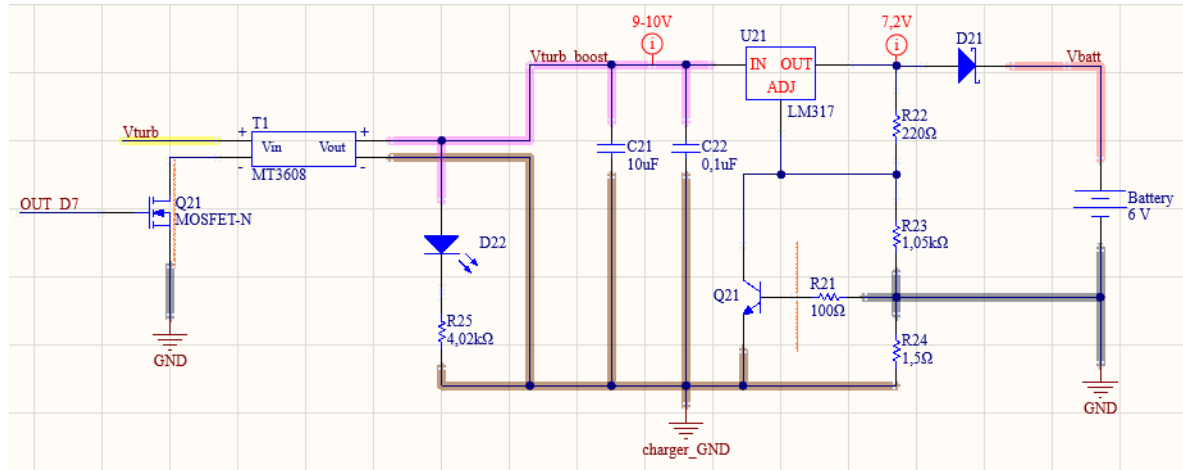 9-10V
7,2V
U21
D21
Vturb_boost
IN OUT
Vbatt
ADJ
LM317
R22
220Ω
Vturb
+
T1
+
Vin
Vout
-
-
MT3608
C21
10uF
C22
0,1uF
OUT_D7
Q21
MOSFET-N
Battery
6 V
D22
R23
1,05kΩ
Q21
R21
100Ω
R25
4,02kΩ
R24
1,5Ω
GND
GND
charger_GND